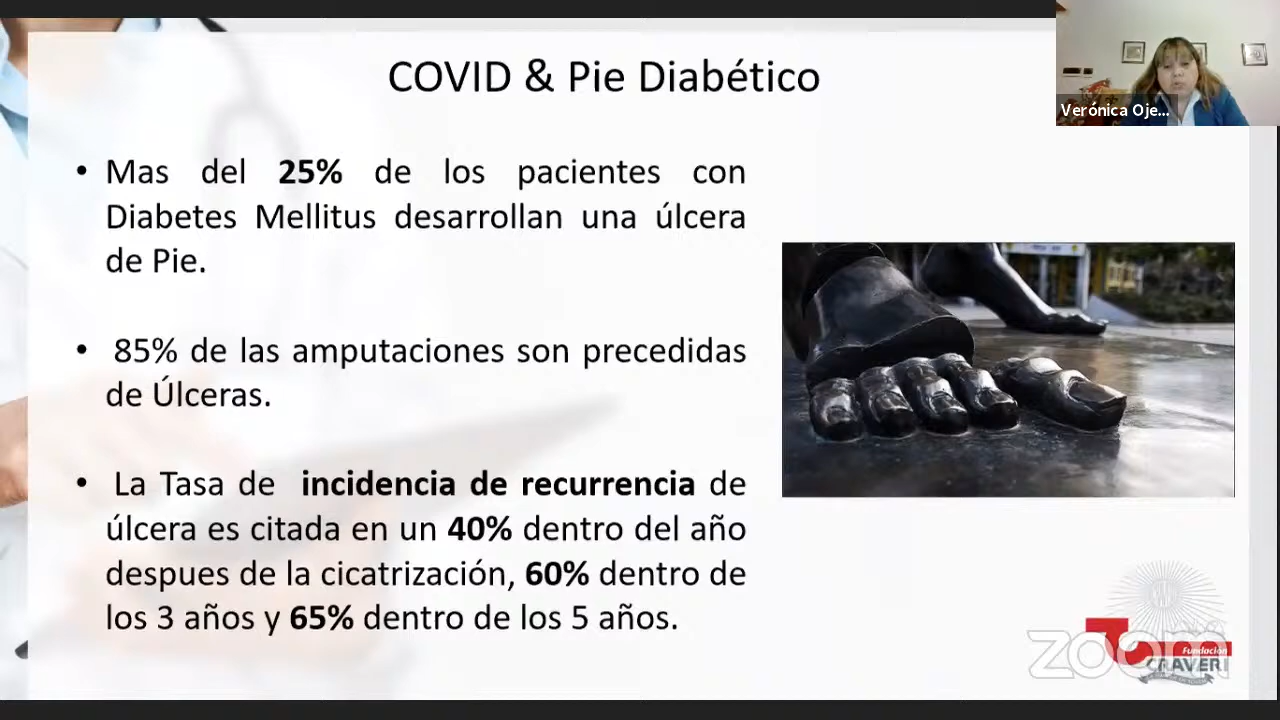 COVID & Pie Diabético
Verónica Oje...
• Mas del 25% de los pacientes con
Diabetes Mellitus desarrollan una úlcera
de Pie.
• 85% de las amputaciones son precedidas
de Úlceras.
• La Tasa de incidencia de recurrencia de
úlcera es citada en un 40% dentro del año
despues de la cicatrización, 60% dentro de
los 3 años y 65% dentro de los 5 años.
zoom
Fundación
CRAVERI